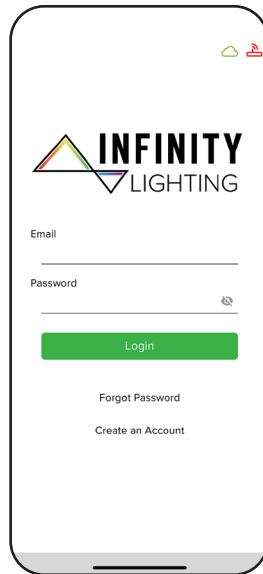 INFINITY
LIGHTING
Email
Password
Login
Forgot Password
Create an Account